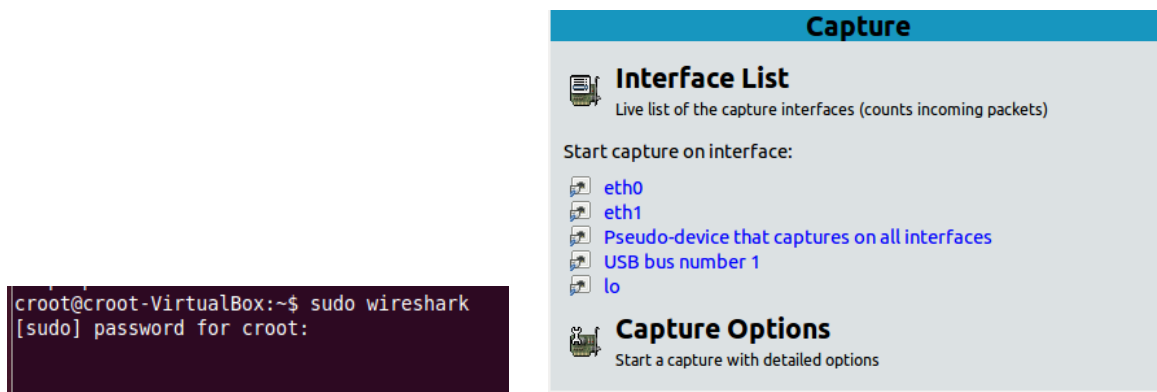 croot@croot-VirtualBox:~$ sudo wireshark
[sudo] password for croot:
Capture
Interface List
Live list of the capture interfaces (counts incoming packets)
Start capture on interface:
eth0
eth1
Pseudo-device that captures on all interfaces
USB bus number 1
lo
Capture Options
Start a capture with detailed options